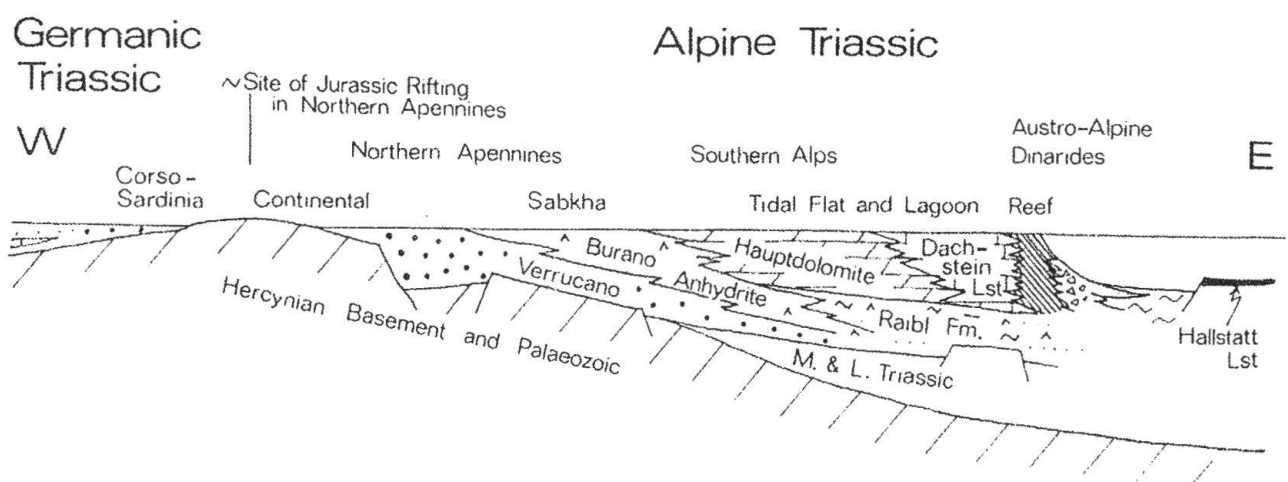 Germanic
Triassic
Alpine Triassic
~Site of Jurassic Rifting
in Northern Apennines
W
E
Northern Apennines
Southern Alps
Austro-Alpine
Dinarides
Corso-
Sardinia
Continental
Sabkha
Tidal Flat and Lagoon
Reef
Burano
Anhydrite
Verrucano
Hauptdolomite
Dach-
stein
Lst
Raibl Fm.
M. & L. Triassic
Hercynian Basement and Palaeozoic
Hallstatt
Lst